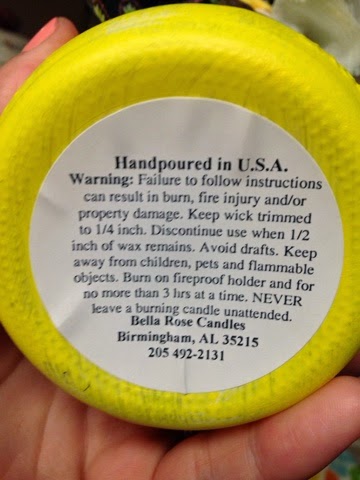 Handpoured in U.S.A.
Warning: Failure to follow instructions
can result in burn, fire injury and/or
property damage. Keep wick trimmed
to 1/4 inch. Discontinue use when 1/2
inch of wax remains. Avoid drafts. Keep
away from children, pets and flammable
objects. Burn on fireproof holder and for
no more than 3 hrs at a time. NEVER
leave a burning candle unattended.
Bella Rose Candles
Birmingham, AL 35215
205 492-2131